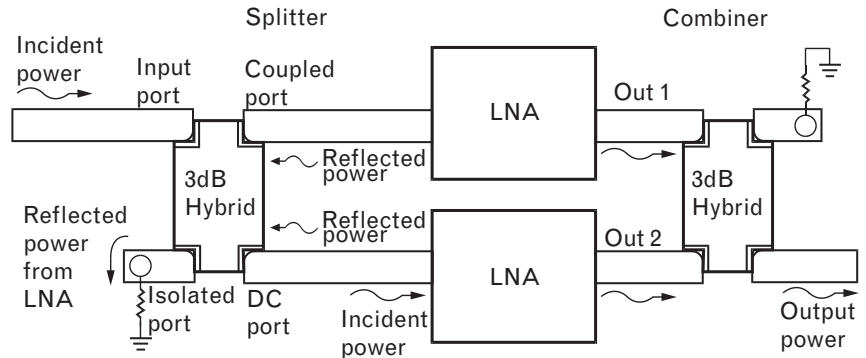 Splitter
Combiner
Incident
power
Input
port
Coupled
port
LNA
Out 1
3dB
Hybrid
Reflected
power
Reflected
power
3dB
Hybrid
Reflected
power
from
LNA
Isolated
port
DC
port
Incident
power
LNA
Out 2
Output
power